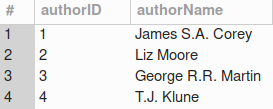 # authorID authorName
1 1 James S.A. Corey
2 2 Liz Moore
3 3 George R.R. Martin
4 4 T.J. Klune